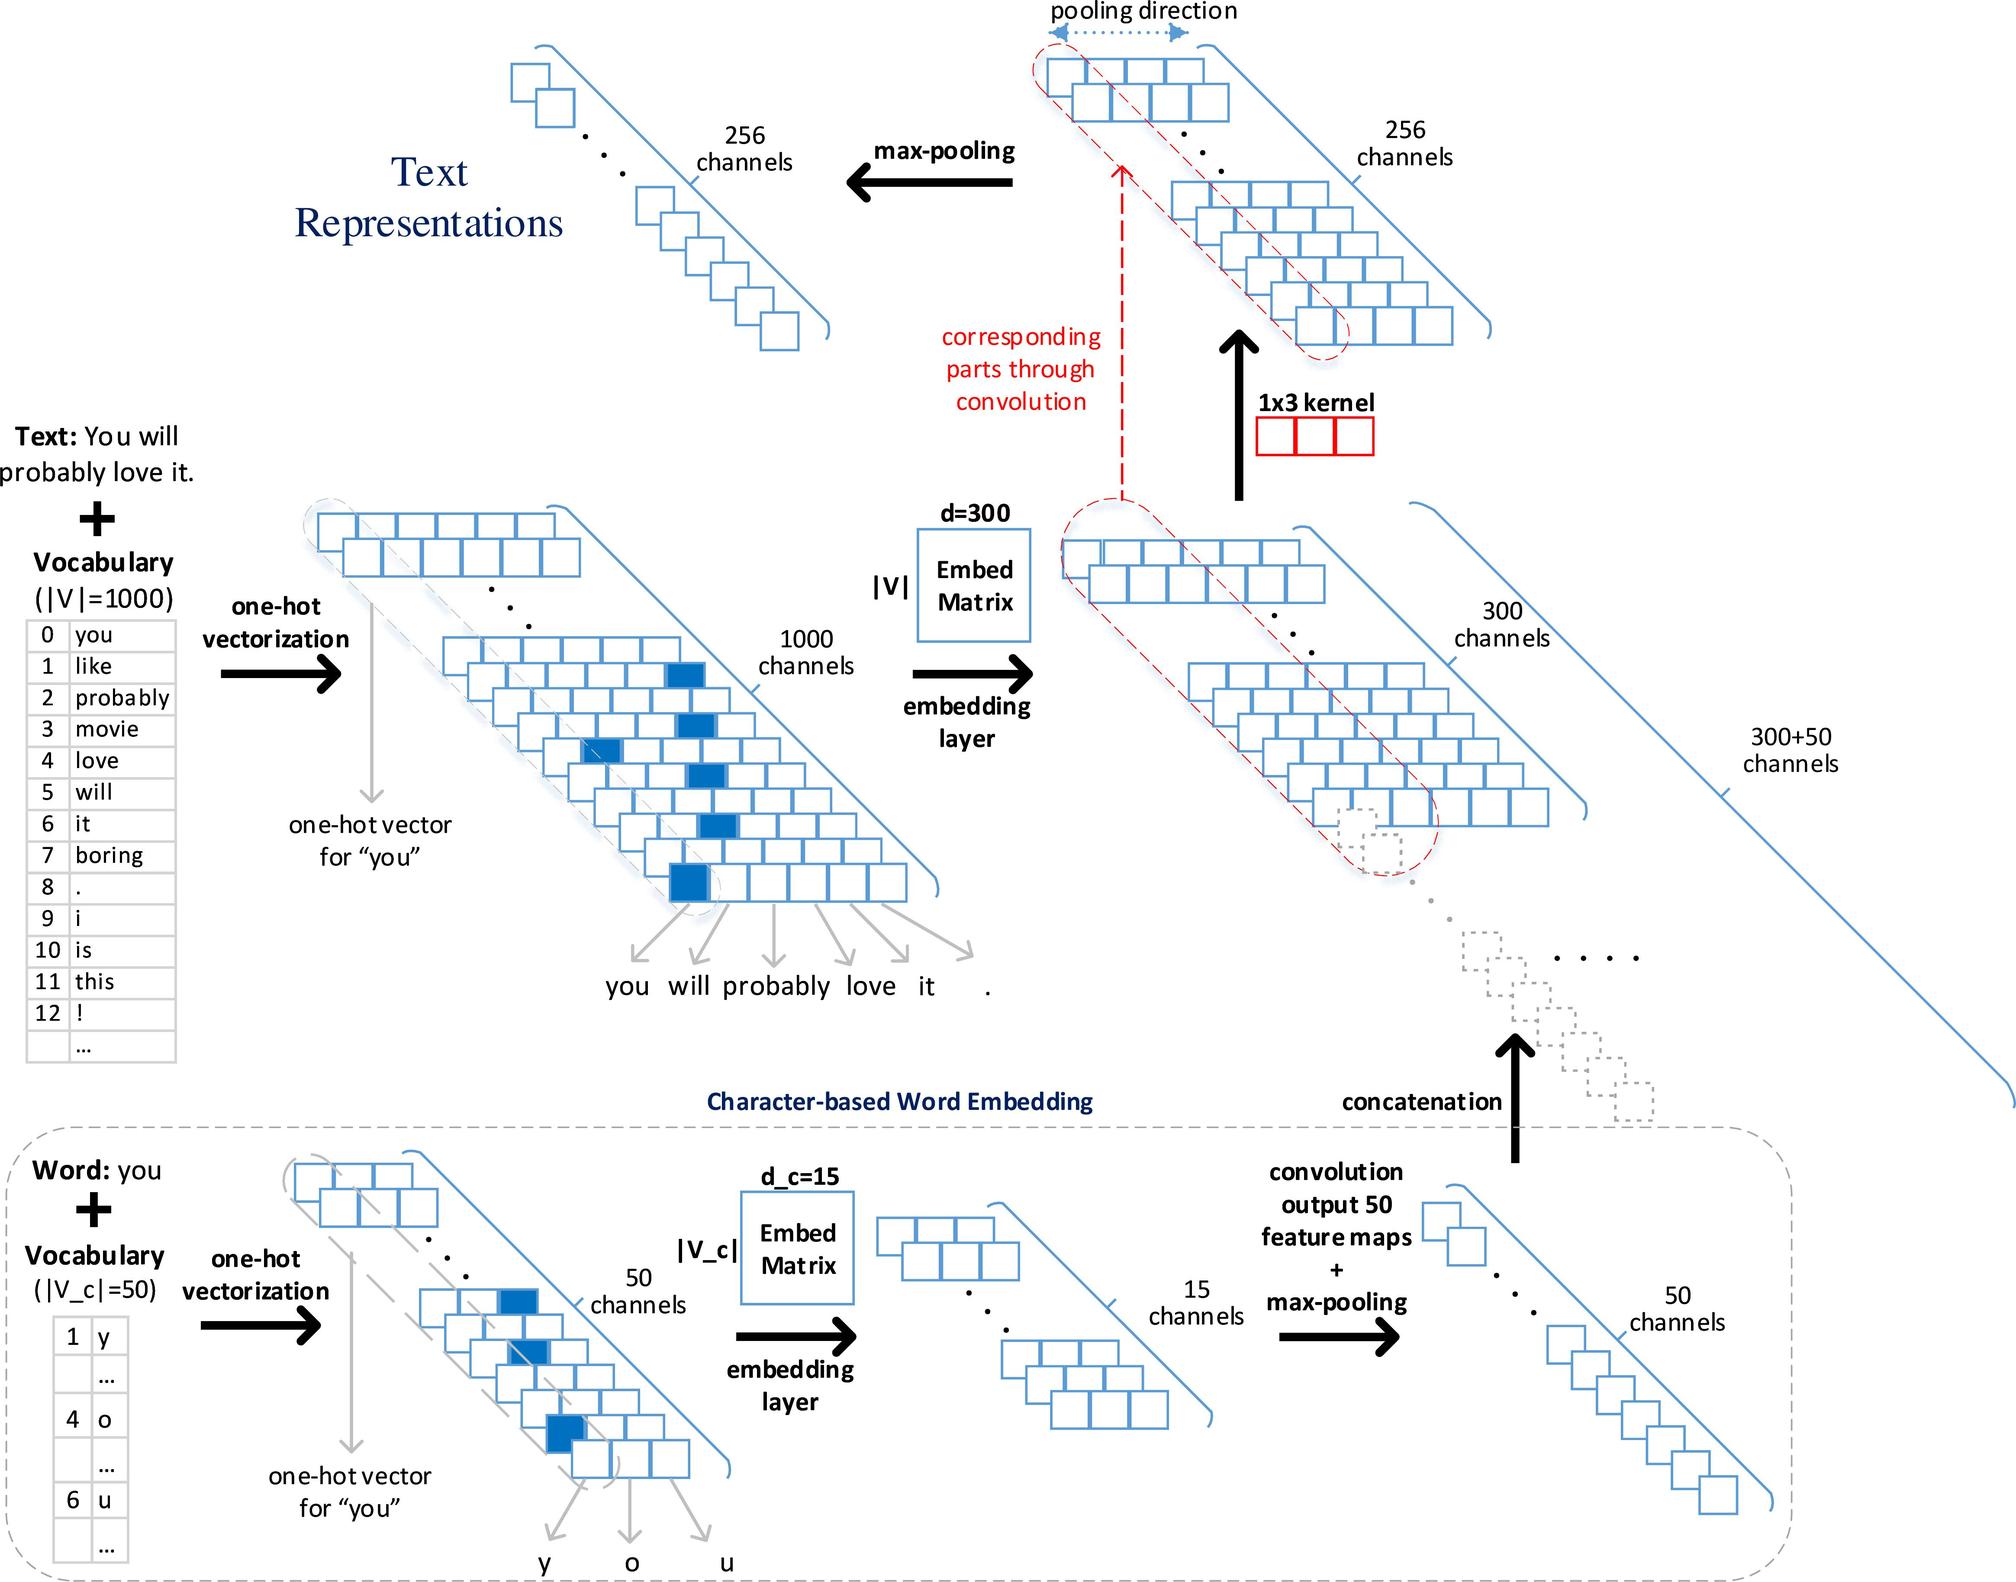 pooling direction
256
channels
max-pooling
256
channels
Text
Representations
corresponding
parts through
convolution
1x3 kernel
Text: You will
probably love it.
+
Vocabulary
(|V|=1000)
0 you
1 like
2 probably
3 movie
4 love
5 will
6 it
7 boring
8 .
9 i
10 is
11 this
12 !
...
one-hot
vectorization
one-hot vector
for “you”
1000
channels
you will probably love it .
d=300
|V|
Embed
Matrix
embedding
layer
300
channels
300+50
channels
concatenation
Character-based Word Embedding
Word: you
+
Vocabulary
(|V_c|=50)
1 y
...
4 o
...
6 u
...
one-hot
vectorization
one-hot vector
for “you”
50
channels
y o u
d_c=15
|V_c|
Embed
Matrix
embedding
layer
15
channels
convolution
output 50
feature maps
+
max-pooling
50
channels